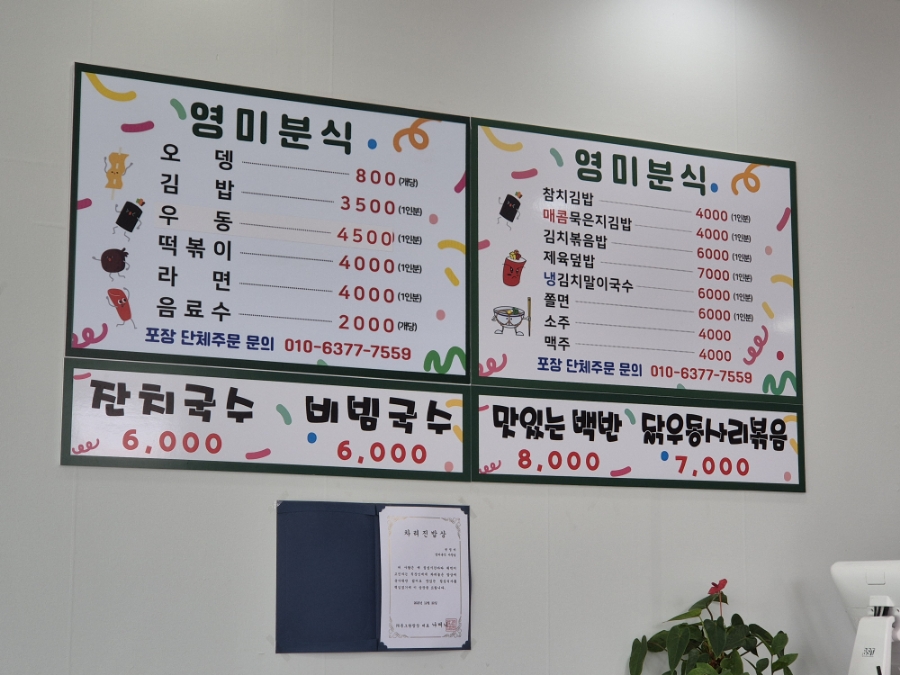 영미분식
오뎅 800 (개당)
김밥 3500 (1인분)
우동 4500 (1인분)
떡볶이 4000 (1인분)
라면 4000 (1인분)
음료수 2000 (개당)
포장 단체주문 문의 010-6377-7559
영미분식
참치김밥 4000 (1인분)
매콤묵은지김밥 4000 (1인분)
김치볶음밥 6000 (1인분)
제육덮밥 7000 (1인분)
냉김치말이국수 6000 (1인분)
쫄면 6000 (1인분)
소주 4000
맥주 4000
포장 단체주문 문의 010-6377-7559
잔치국수 비빔국수
6,000 6,000
맛있는 백반 닭우동사리볶음
8,000 7,000